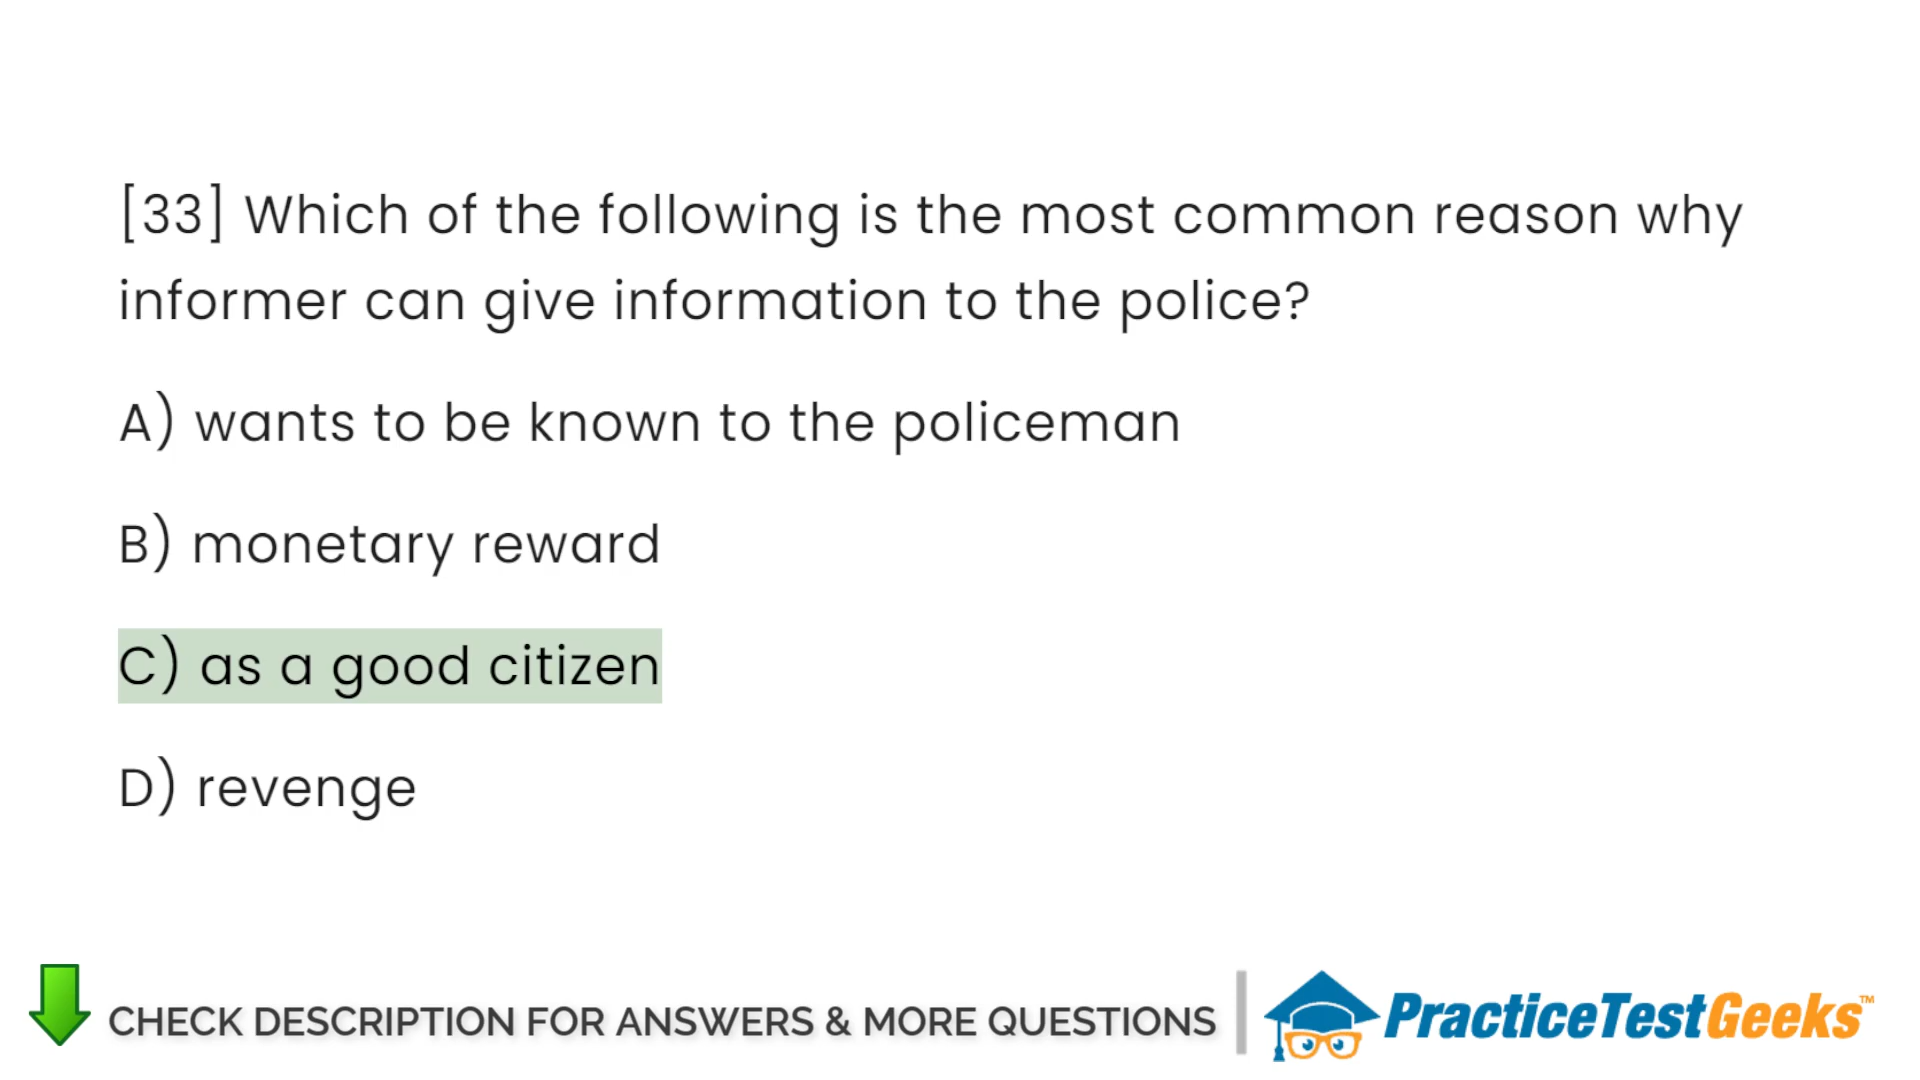 [33] Which of the following is the most common reason why
informer can give information to the police?
A) wants to be known to the policeman
B) monetary reward
C) as a good citizen
D) revenge
CHECK DESCRIPTION FOR ANSWERS & MORE QUESTIONS
PracticeTestGeeks™